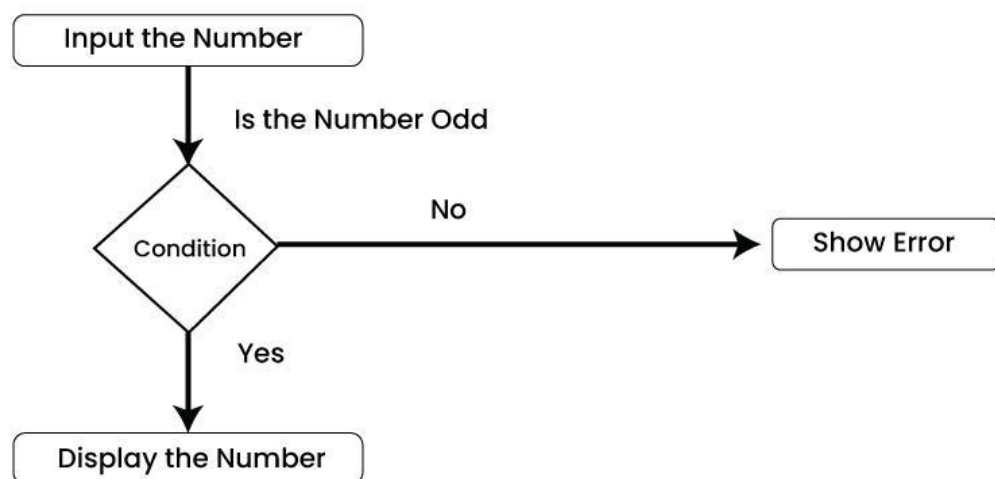 Input the Number
Is the Number Odd
No
Condition
Show Error
Yes
Display the Number